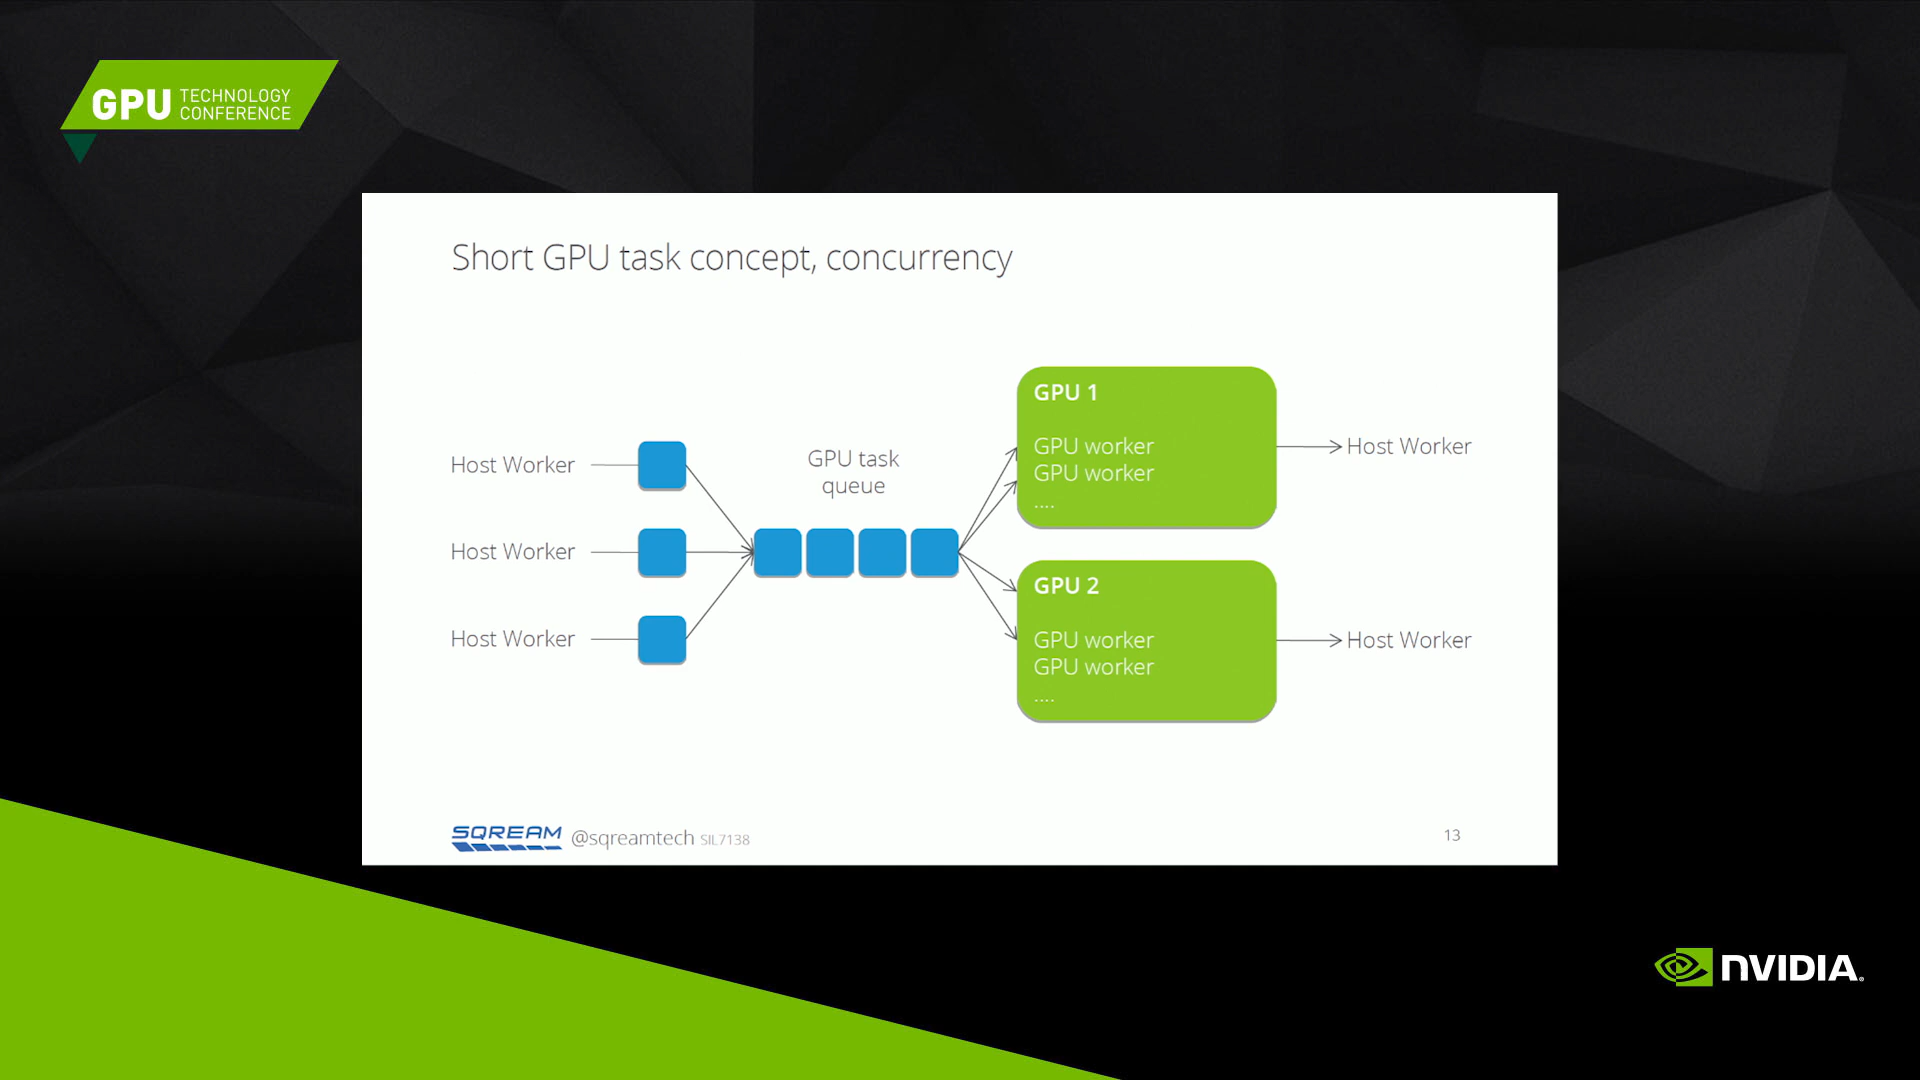 GPU TECHNOLOGY
CONFERENCE
Short GPU task concept, concurrency
Host Worker
Host Worker
Host Worker
GPU task
queue
GPU 1
GPU worker
GPU worker
....
GPU 2
GPU worker
GPU worker
....
Host Worker
Host Worker
SQREAM @sqreamtech SIL7138
13
NVIDIA.